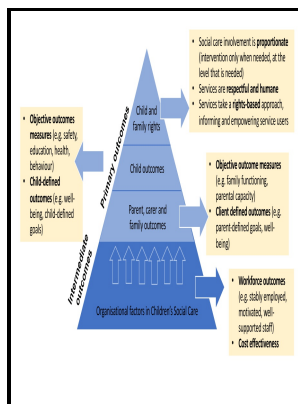 • Social care involvement is proportionate
(intervention only when needed, at
the level that is needed)
• Services are respectful and humane
• Services take a rights-based approach,
informing and empowering service users
Child and
family rights
• Objective outcomes
measures (e.g. safety,
education, health,
behaviour)
• Child-defined
outcomes (e.g. well-
being, child-defined
goals)
Primary outcomes
Child outcomes
Parent, carer and
family outcomes
• Objective outcome measures
(e.g. family functioning,
parental capacity)
• Client defined outcomes (e.g.
parent-defined goals, well-
being)
Intermediate
outcomes
Organisational factors in Children's Social Care
• Workforce outcomes
(e.g. stably employed,
motivated, well-
supported staff)
• Cost effectiveness